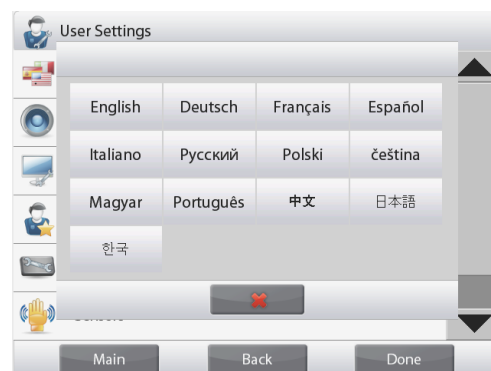 User Settings
English Deutsch Français Español
Italiano Русский Polski čeština
Magyar Português 中文 日本語
한국
Main Back Done